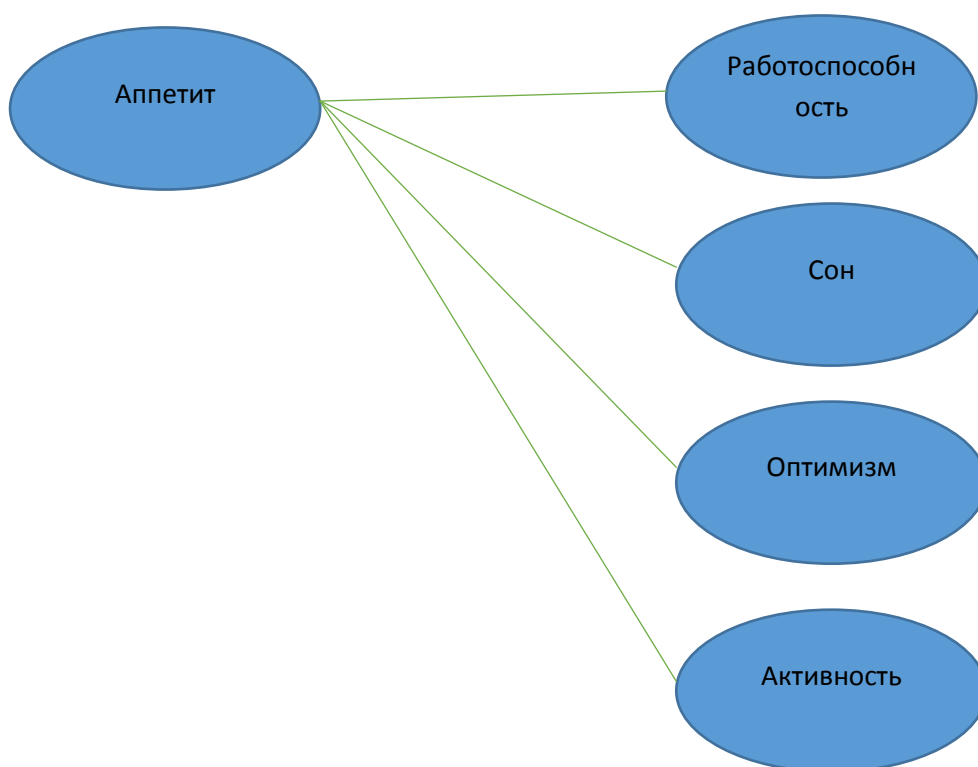 Аппетит
Работоспособн
ость
Сон
Оптимизм
Активность